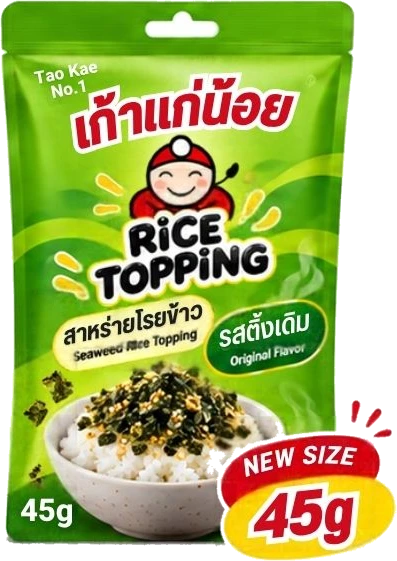 Tao Kae
No.1
เก้าแก่น้อย
RiCE
TOPPiNG
สาหร่ายโรยข้าว
Seaweed Rice Topping
รสติ้งเดิม
Original Flavor
45g
NEW SIZE
45g